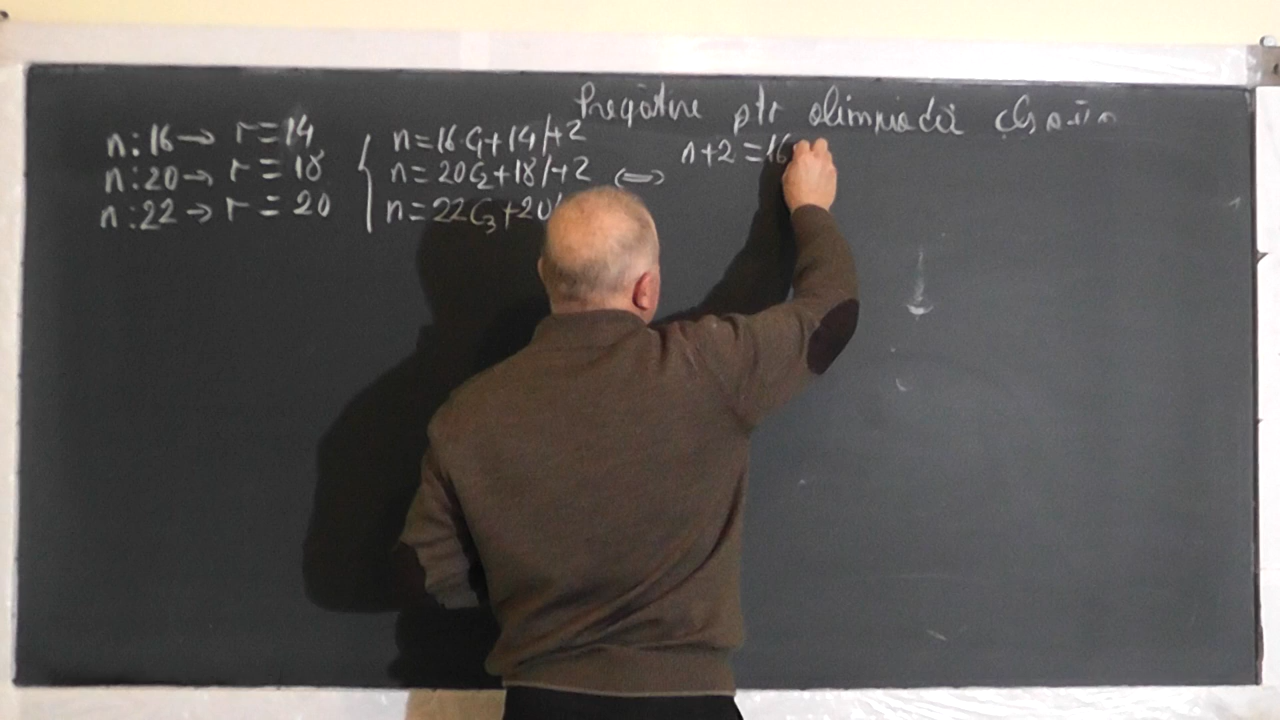 Pregătire ptr olimpiadă cls a-
n:16→ r=14
n:20→ r=18
n:22→ r=20
n=16C₁+14/+2
n=20C₂+18/+2 <=>
n=22C₃+20/
n+2=16